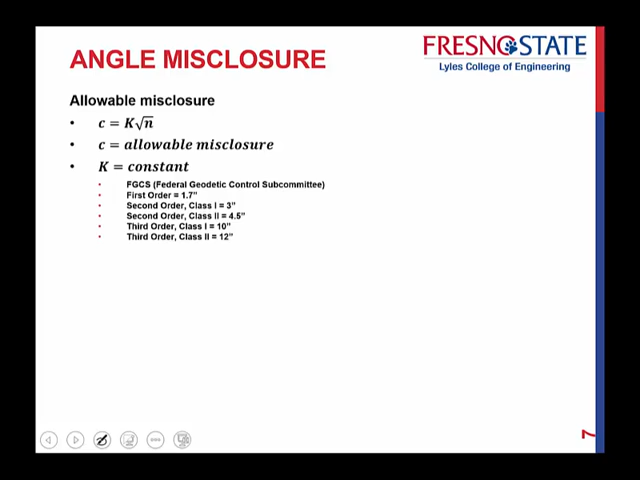 ANGLE MISCLOSURE
FRESNO STATE
Lyles College of Engineering
Allowable misclosure
• c = K√n
• c = allowable misclosure
• K = constant
• FGCS (Federal Geodetic Control Subcommittee)
• First Order = 1.7"
• Second Order, Class I = 3"
• Second Order, Class II = 4.5"
• Third Order, Class I = 10"
• Third Order, Class II = 12"
7